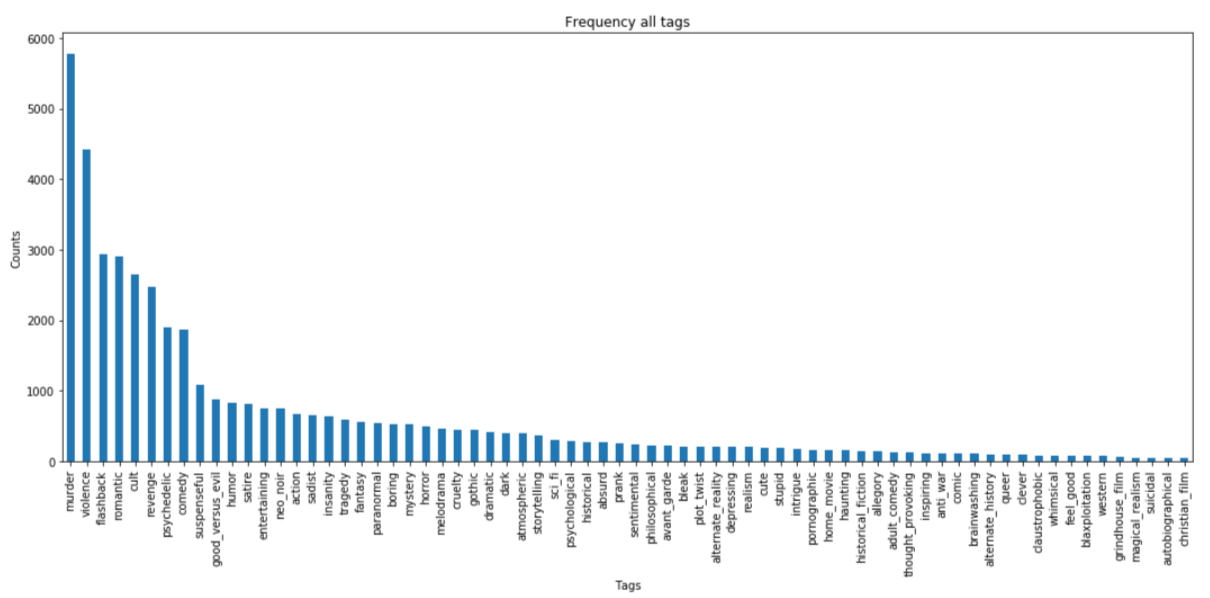 Frequency all tags
6000
5000
4000
3000
2000
1000
0
Counts
murder
violence
flashback
romantic
cult
revenge
psychedelic
comedy
suspenseful
good_versus_evil
humor
satire
entertaining
neo_noir
action
sadist
insanity
tragedy
fantasy
paranormal
boring
mystery
horror
melodrama
cruelty
gothic
dramatic
dark
atmospheric
storytelling
sci_fi
psychological
historical
absurd
prank
sentimental
philosophical
avant_garde
bleak
plot_twist
alternate_reality
depressing
realism
cute
stupid
intrigue
pornographic
home_movie
haunting
historical_fiction
allegory
adult_comedy
thought_provoking
inspiring
anti_war
comic
brainwashing
alternate_history
queer
clever
claustrophobic
whimsical
feel_good
blaxploitation
western
grindhouse_film
magical_realism
suicidal
autobiographical
christian_film
Tags